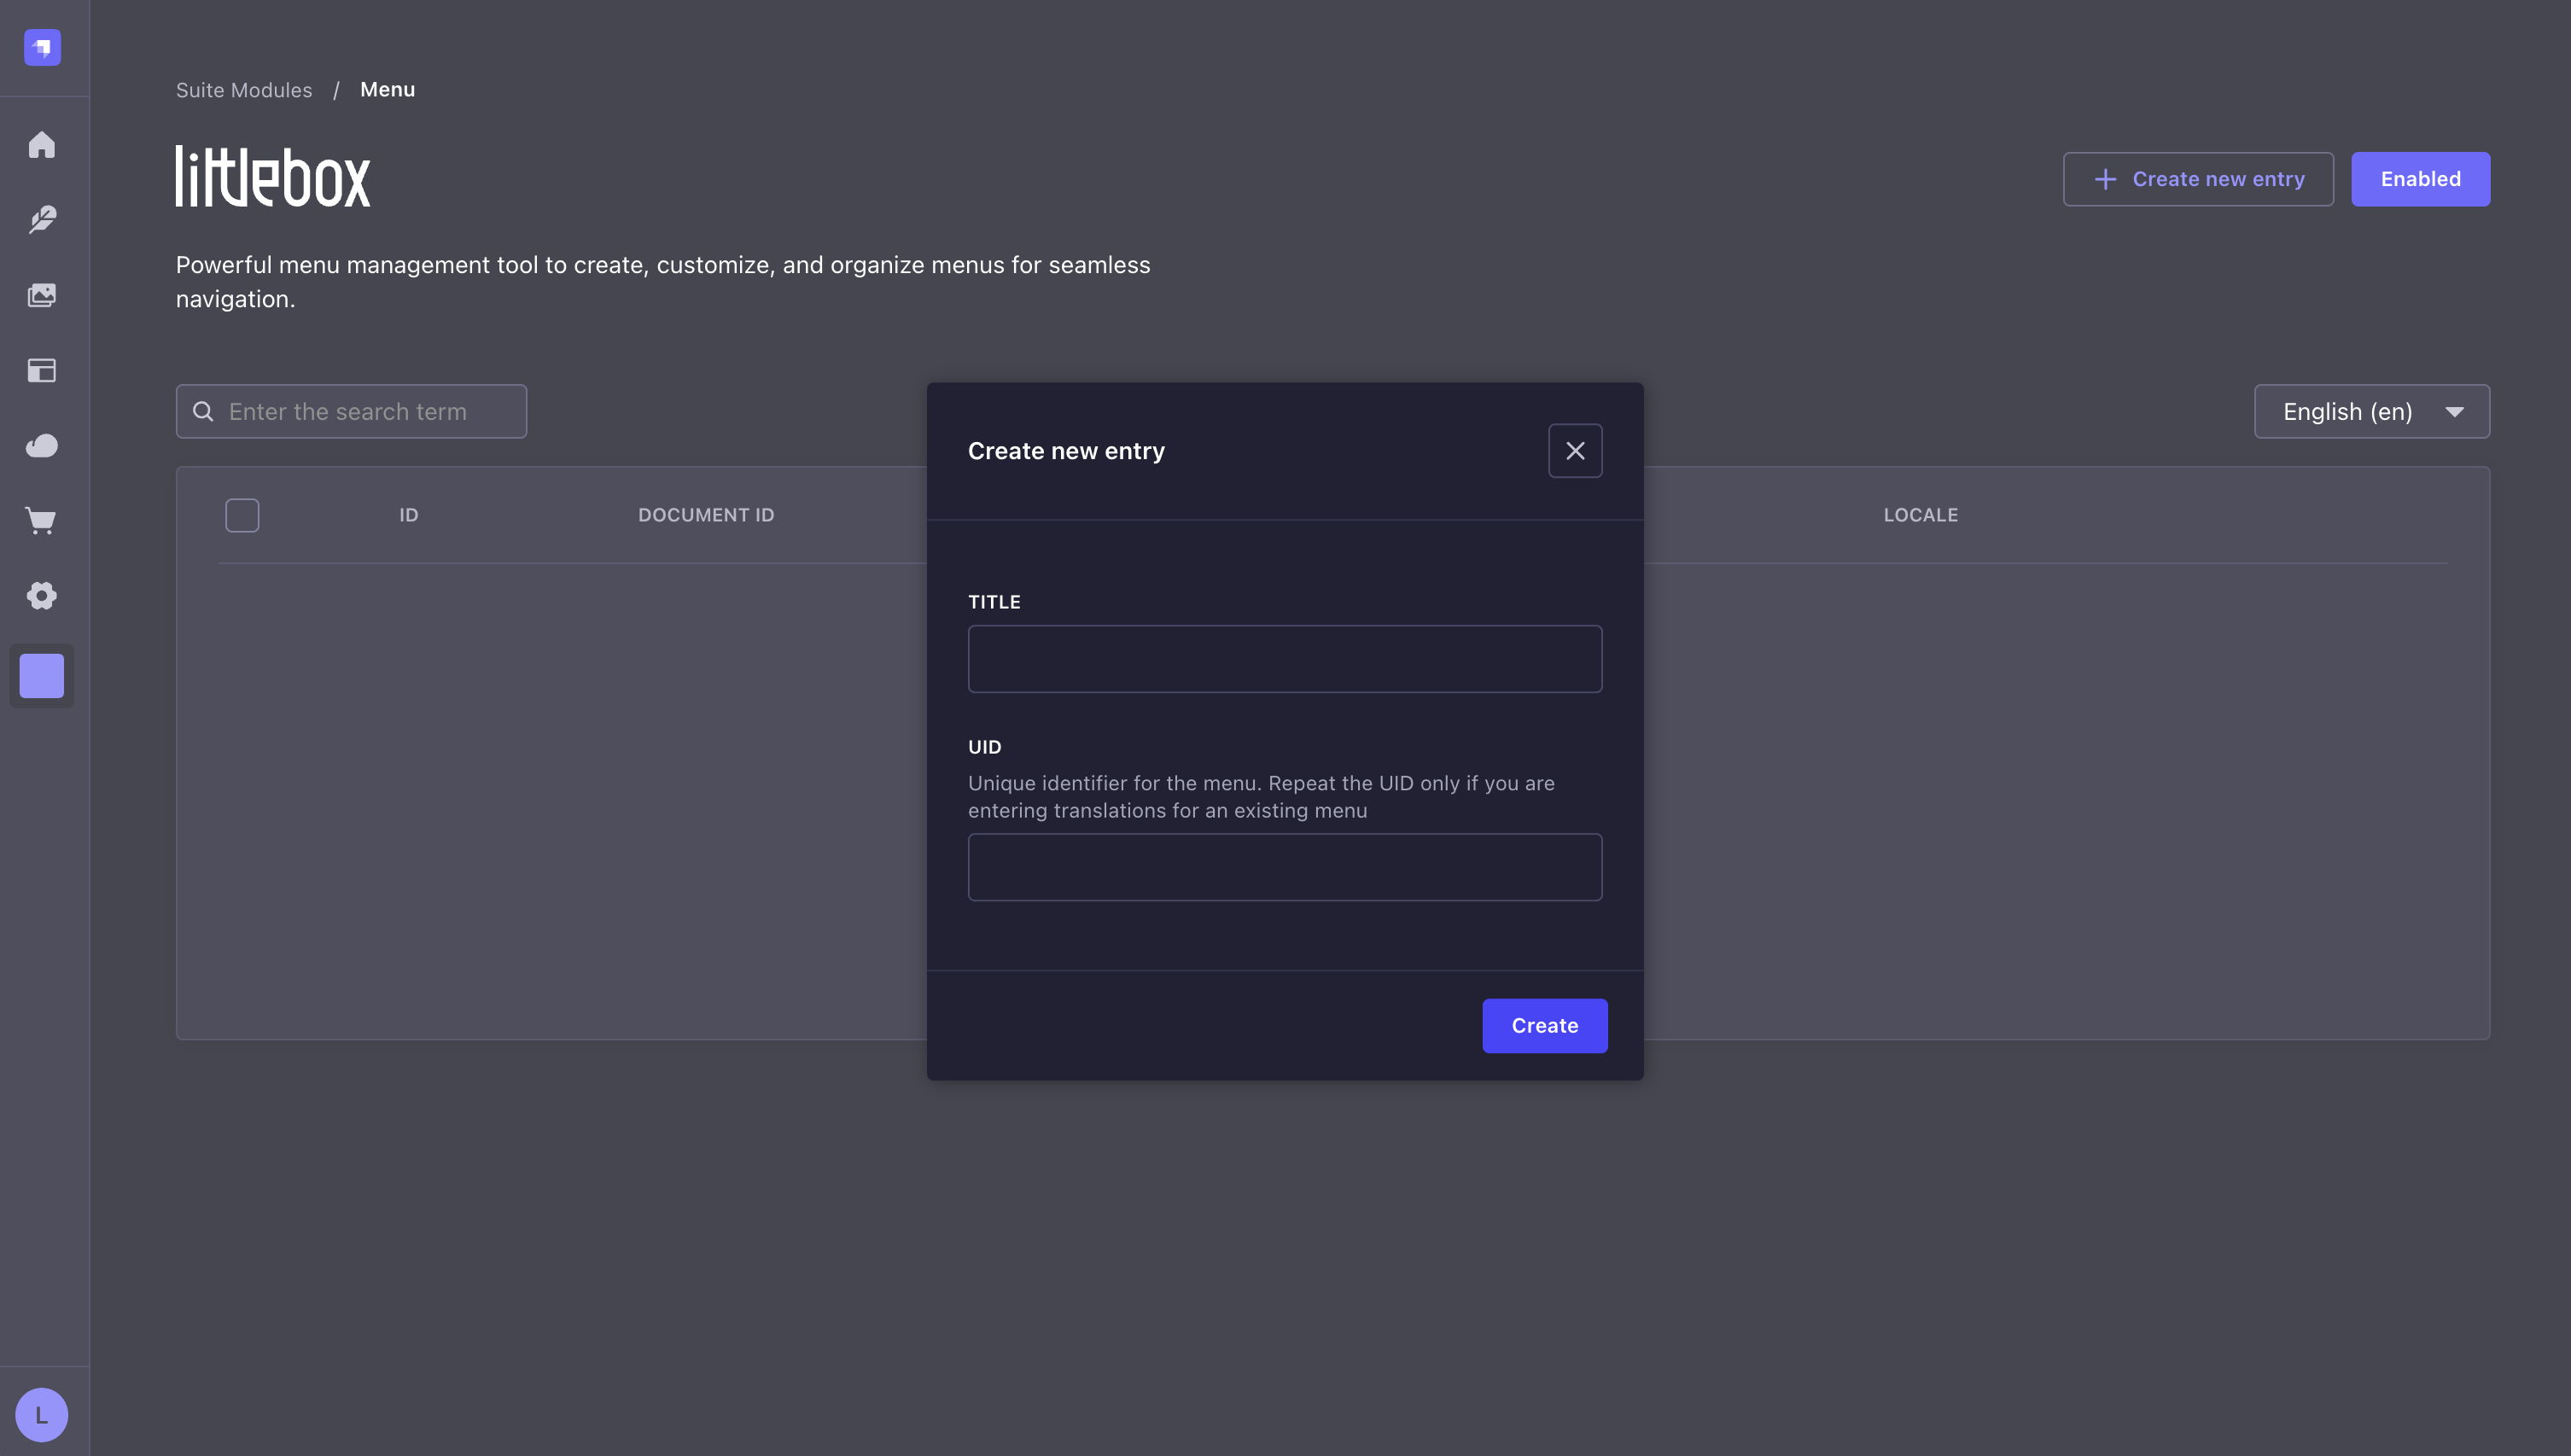 Suite Modules / Menu
littlebox
Create new entry
Enabled
Powerful menu management tool to create, customize, and organize menus for seamless
navigation.
Enter the search term
English (en)
ID
DOCUMENT ID
LOCALE
Create new entry
TITLE
UID
Unique identifier for the menu. Repeat the UID only if you are
entering translations for an existing menu
Create
L